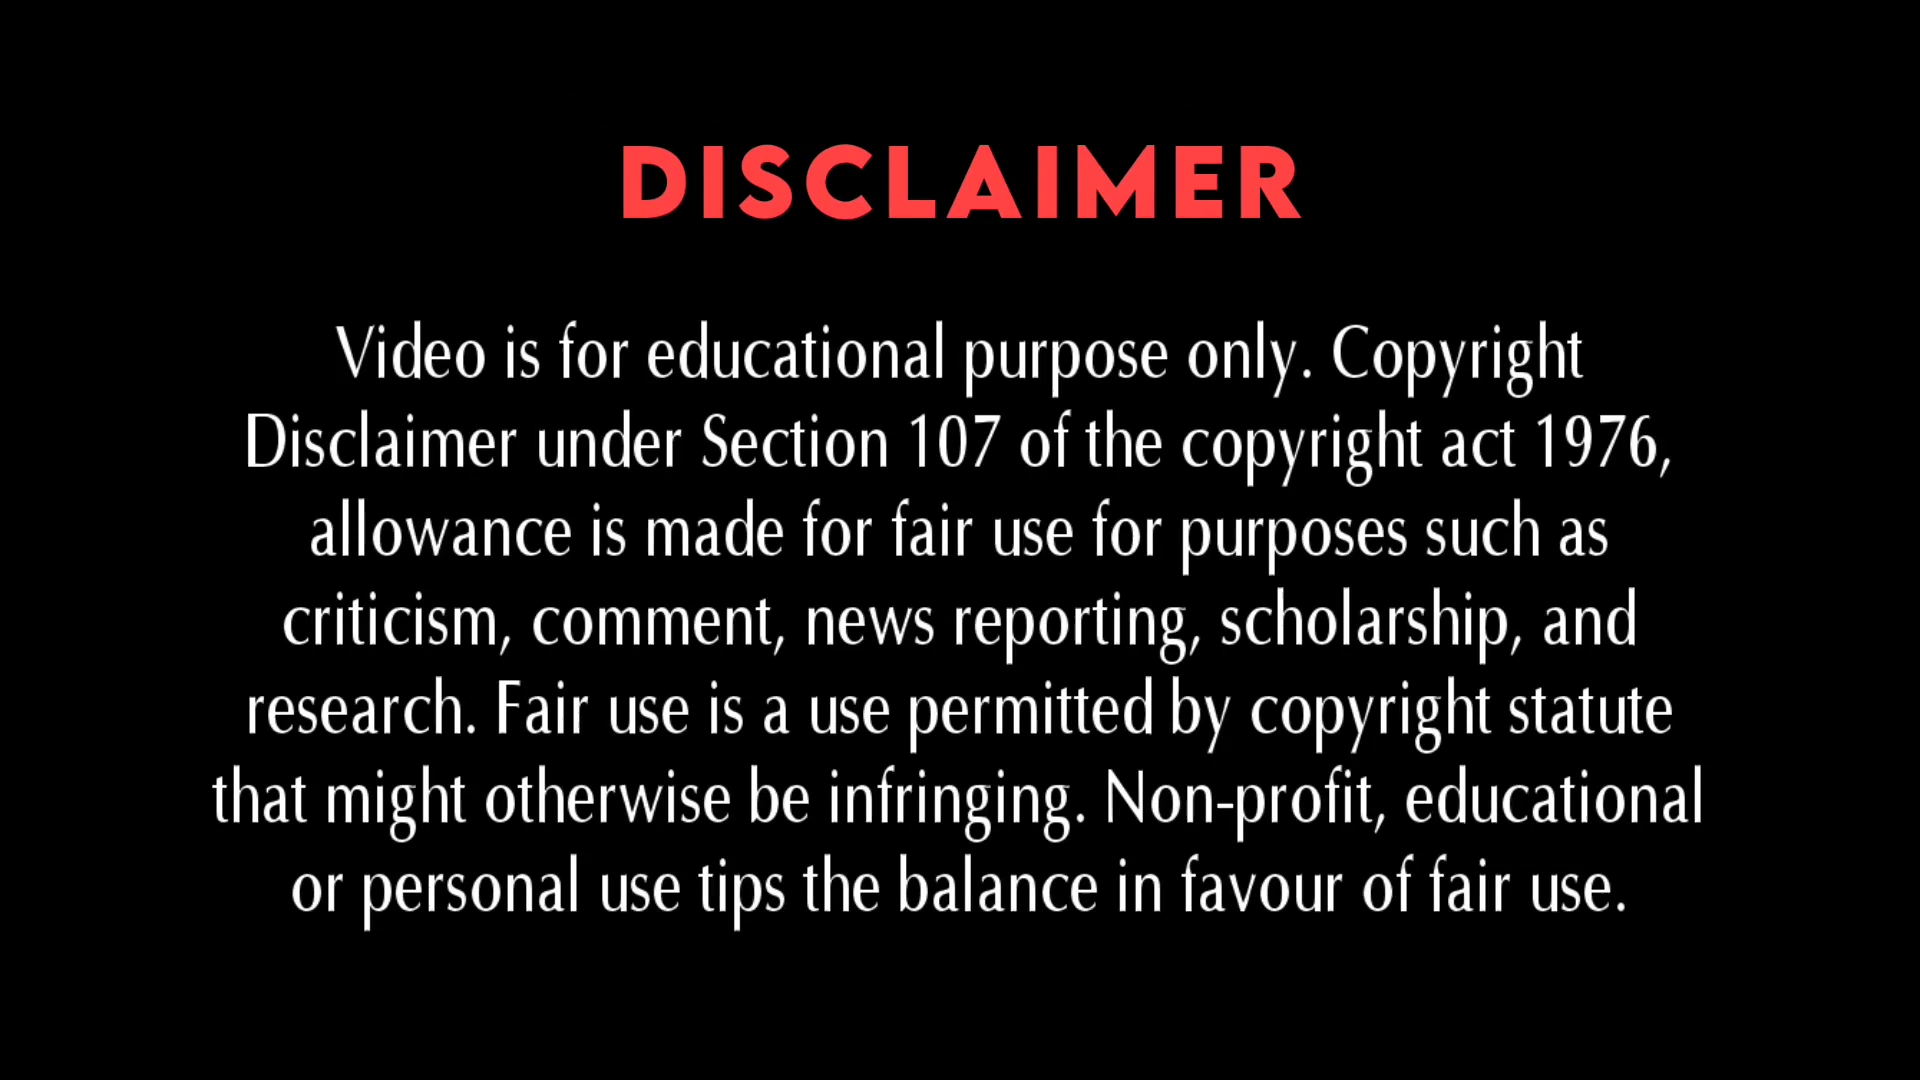 DISCLAIMER
Video is for educational purpose only. Copyright
Disclaimer under Section 107 of the copyright act 1976,
allowance is made for fair use for purposes such as
criticism, comment, news reporting, scholarship, and
research. Fair use is a use permitted by copyright statute
that might otherwise be infringing. Non-profit, educational
or personal use tips the balance in favour of fair use.